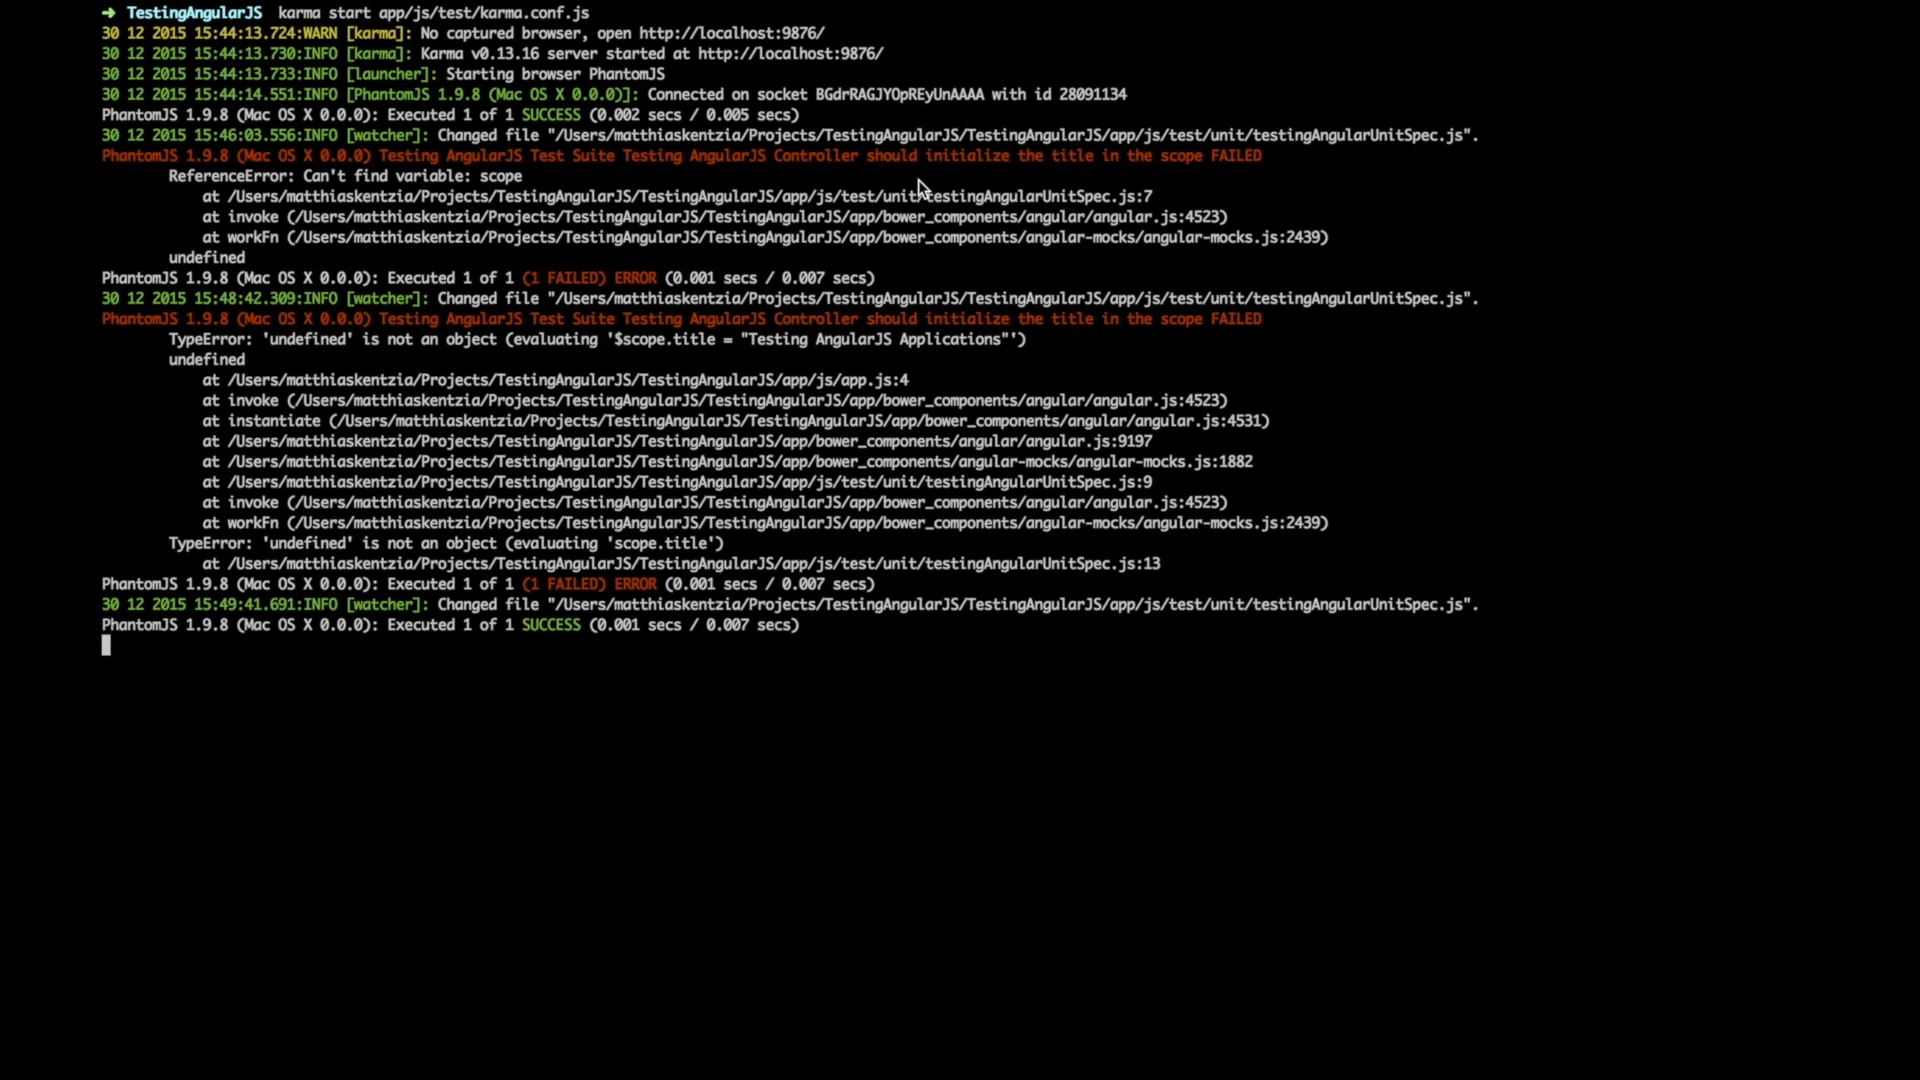 ➜ TestingAngularJS karma start app/js/test/karma.conf.js
30 12 2015 15:44:13.724:WARN [karma]: No captured browser, open http://localhost:9876/
30 12 2015 15:44:13.730:INFO [karma]: Karma v0.13.16 server started at http://localhost:9876/
30 12 2015 15:44:13.733:INFO [launcher]: Starting browser PhantomJS
30 12 2015 15:44:14.551:INFO [PhantomJS 1.9.8 (Mac OS X 0.0.0)]: Connected on socket BGdrRAGJYOpREyUnAAAA with id 28091134
PhantomJS 1.9.8 (Mac OS X 0.0.0): Executed 1 of 1 SUCCESS (0.002 secs / 0.005 secs)
30 12 2015 15:46:03.556:INFO [watcher]: Changed file "/Users/matthiaskentzia/Projects/TestingAngularJS/TestingAngularJS/app/js/test/unit/testingAngularUnitSpec.js".
PhantomJS 1.9.8 (Mac OS X 0.0.0) Testing AngularJS Test Suite Testing AngularJS Controller should initialize the title in the scope FAILED
ReferenceError: Can't find variable: scope
at /Users/matthiaskentzia/Projects/TestingAngularJS/TestingAngularJS/app/js/test/unit/testingAngularUnitSpec.js:7
at invoke (/Users/matthiaskentzia/Projects/TestingAngularJS/TestingAngularJS/app/bower_components/angular/angular.js:4523)
at workFn (/Users/matthiaskentzia/Projects/TestingAngularJS/TestingAngularJS/app/bower_components/angular-mocks/angular-mocks.js:2439)
undefined
PhantomJS 1.9.8 (Mac OS X 0.0.0): Executed 1 of 1 (1 FAILED) ERROR (0.001 secs / 0.007 secs)
30 12 2015 15:48:42.309:INFO [watcher]: Changed file "/Users/matthiaskentzia/Projects/TestingAngularJS/TestingAngularJS/app/js/test/unit/testingAngularUnitSpec.js".
PhantomJS 1.9.8 (Mac OS X 0.0.0) Testing AngularJS Test Suite Testing AngularJS Controller should initialize the title in the scope FAILED
TypeError: 'undefined' is not an object (evaluating '$scope.title = "Testing AngularJS Applications"')
undefined
at /Users/matthiaskentzia/Projects/TestingAngularJS/TestingAngularJS/app/js/app.js:4
at invoke (/Users/matthiaskentzia/Projects/TestingAngularJS/TestingAngularJS/app/bower_components/angular/angular.js:4523)
at instantiate (/Users/matthiaskentzia/Projects/TestingAngularJS/TestingAngularJS/app/bower_components/angular/angular.js:4531)
at /Users/matthiaskentzia/Projects/TestingAngularJS/TestingAngularJS/app/bower_components/angular/angular.js:9197
at /Users/matthiaskentzia/Projects/TestingAngularJS/TestingAngularJS/app/bower_components/angular-mocks/angular-mocks.js:1882
at /Users/matthiaskentzia/Projects/TestingAngularJS/TestingAngularJS/app/js/test/unit/testingAngularUnitSpec.js:9
at invoke (/Users/matthiaskentzia/Projects/TestingAngularJS/TestingAngularJS/app/bower_components/angular/angular.js:4523)
at workFn (/Users/matthiaskentzia/Projects/TestingAngularJS/TestingAngularJS/app/bower_components/angular-mocks/angular-mocks.js:2439)
TypeError: 'undefined' is not an object (evaluating 'scope.title')
at /Users/matthiaskentzia/Projects/TestingAngularJS/TestingAngularJS/app/js/test/unit/testingAngularUnitSpec.js:13
PhantomJS 1.9.8 (Mac OS X 0.0.0): Executed 1 of 1 (1 FAILED) ERROR (0.001 secs / 0.007 secs)
30 12 2015 15:49:41.691:INFO [watcher]: Changed file "/Users/matthiaskentzia/Projects/TestingAngularJS/TestingAngularJS/app/js/test/unit/testingAngularUnitSpec.js".
PhantomJS 1.9.8 (Mac OS X 0.0.0): Executed 1 of 1 SUCCESS (0.001 secs / 0.007 secs)